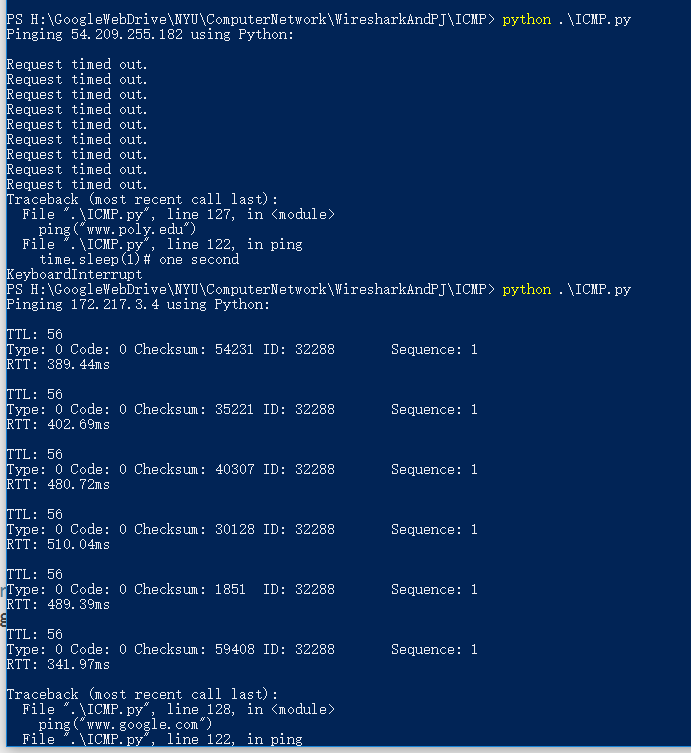 PS H:\GoogleWebDrive\NYU\ComputerNetwork\WiresharkAndPJ\ICMP> python .\ICMP.py
Pinging 54.209.255.182 using Python:
Request timed out.
Request timed out.
Request timed out.
Request timed out.
Request timed out.
Request timed out.
Request timed out.
Request timed out.
Request timed out.
Traceback (most recent call last):
File ".\ICMP.py", line 127, in <module>
ping("www.poly.edu")
File ".\ICMP.py", line 122, in ping
time.sleep(1)# one second
KeyboardInterrupt
PS H:\GoogleWebDrive\NYU\ComputerNetwork\WiresharkAndPJ\ICMP> python .\ICMP.py
Pinging 172.217.3.4 using Python:
TTL: 56
Type: 0 Code: 0 Checksum: 54231 ID: 32288 Sequence: 1
RTT: 389.44ms
TTL: 56
Type: 0 Code: 0 Checksum: 35221 ID: 32288 Sequence: 1
RTT: 402.69ms
TTL: 56
Type: 0 Code: 0 Checksum: 40307 ID: 32288 Sequence: 1
RTT: 480.72ms
TTL: 56
Type: 0 Code: 0 Checksum: 30128 ID: 32288 Sequence: 1
RTT: 510.04ms
TTL: 56
Type: 0 Code: 0 Checksum: 1851 ID: 32288 Sequence: 1
RTT: 489.39ms
TTL: 56
Type: 0 Code: 0 Checksum: 59408 ID: 32288 Sequence: 1
RTT: 341.97ms
Traceback (most recent call last):
File ".\ICMP.py", line 128, in <module>
ping("www.google.com")
File ".\ICMP.py", line 122, in ping